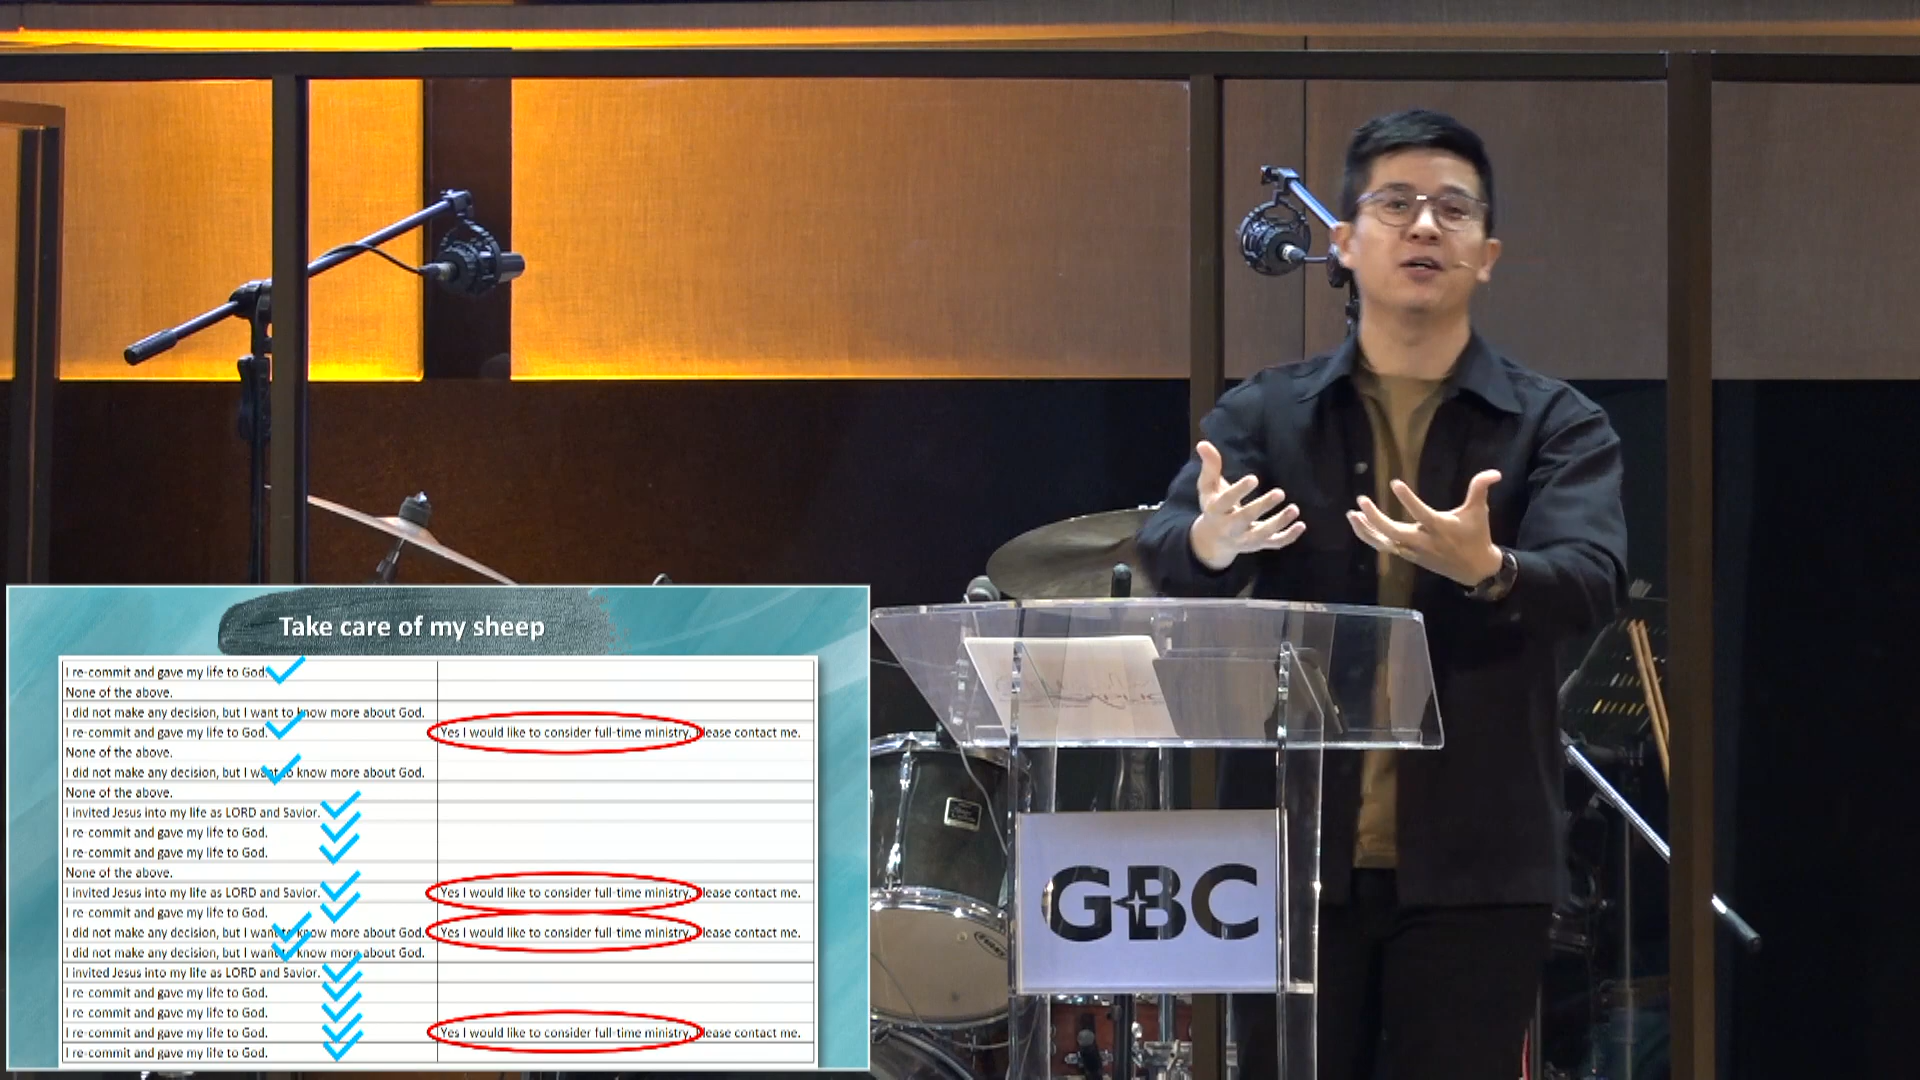 Take care of my sheep
I re-commit and gave my life to God.
None of the above.
I did not make any decision, but I want to know more about God.
I re-commit and gave my life to God. Yes I would like to consider full-time ministry. Please contact me.
None of the above.
I did not make any decision, but I want to know more about God.
None of the above.
I invited Jesus into my life as LORD and Savior.
I re-commit and gave my life to God.
I re-commit and gave my life to God.
None of the above.
I invited Jesus into my life as LORD and Savior. Yes I would like to consider full-time ministry. Please contact me.
I re-commit and gave my life to God.
I did not make any decision, but I want to know more about God. Yes I would like to consider full-time ministry. Please contact me.
I did not make any decision, but I want to know more about God.
I invited Jesus into my life as LORD and Savior.
I re-commit and gave my life to God.
I re-commit and gave my life to God.
I re-commit and gave my life to God. Yes I would like to consider full-time ministry. Please contact me.
I re-commit and gave my life to God.
GBC